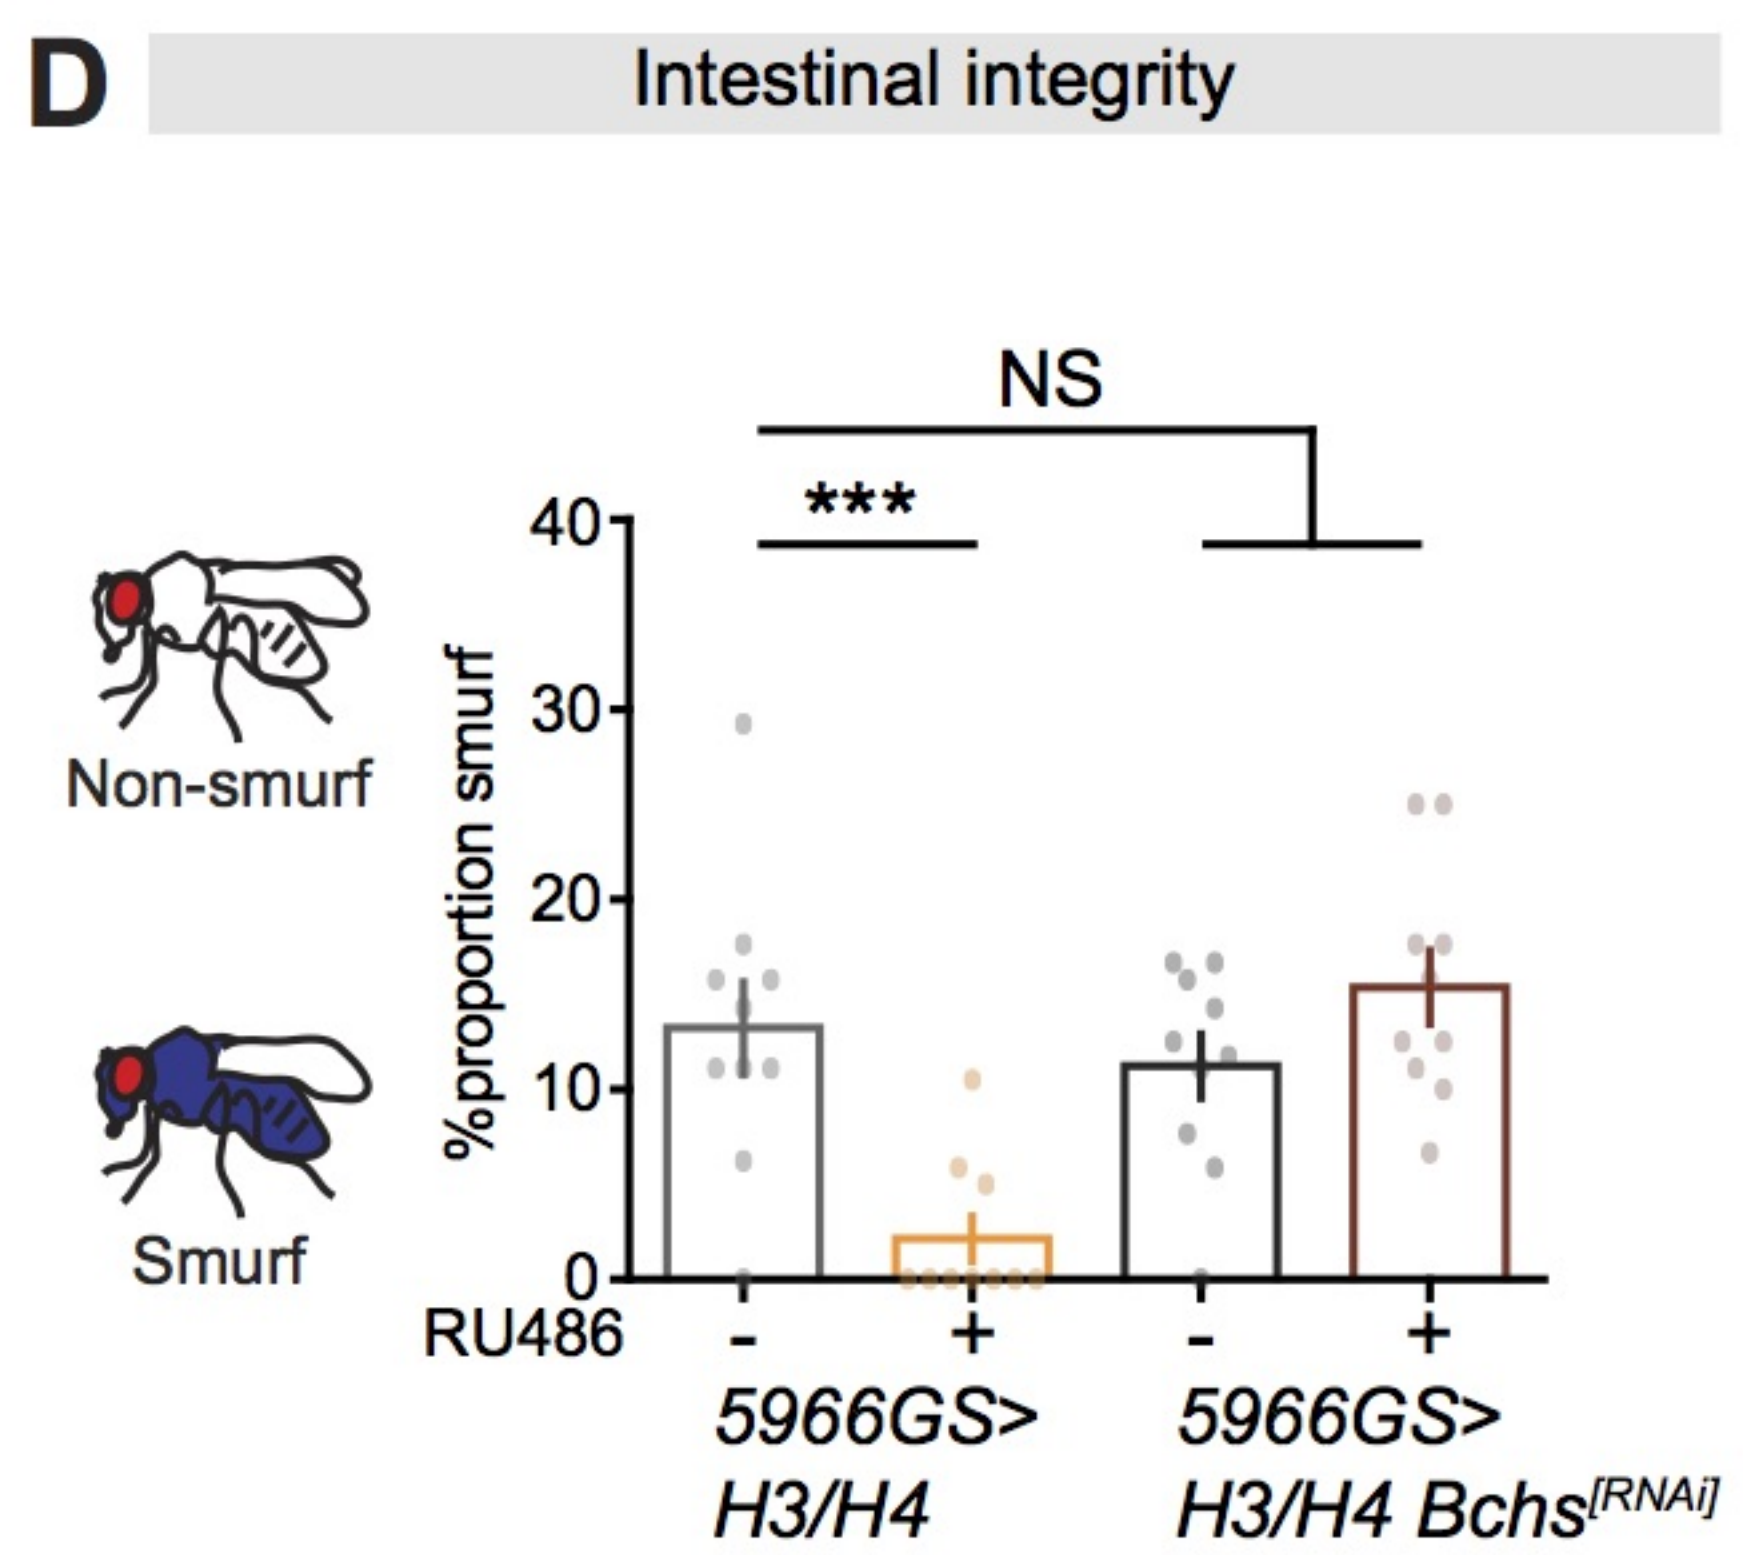 D
Intestinal integrity
NS
***
40
30
20
10
0
%proportion smurf
Non-smurf
Smurf
RU486 - + - +
5966GS> 5966GS>
H3/H4 H3/H4 Bchs[RNAi]